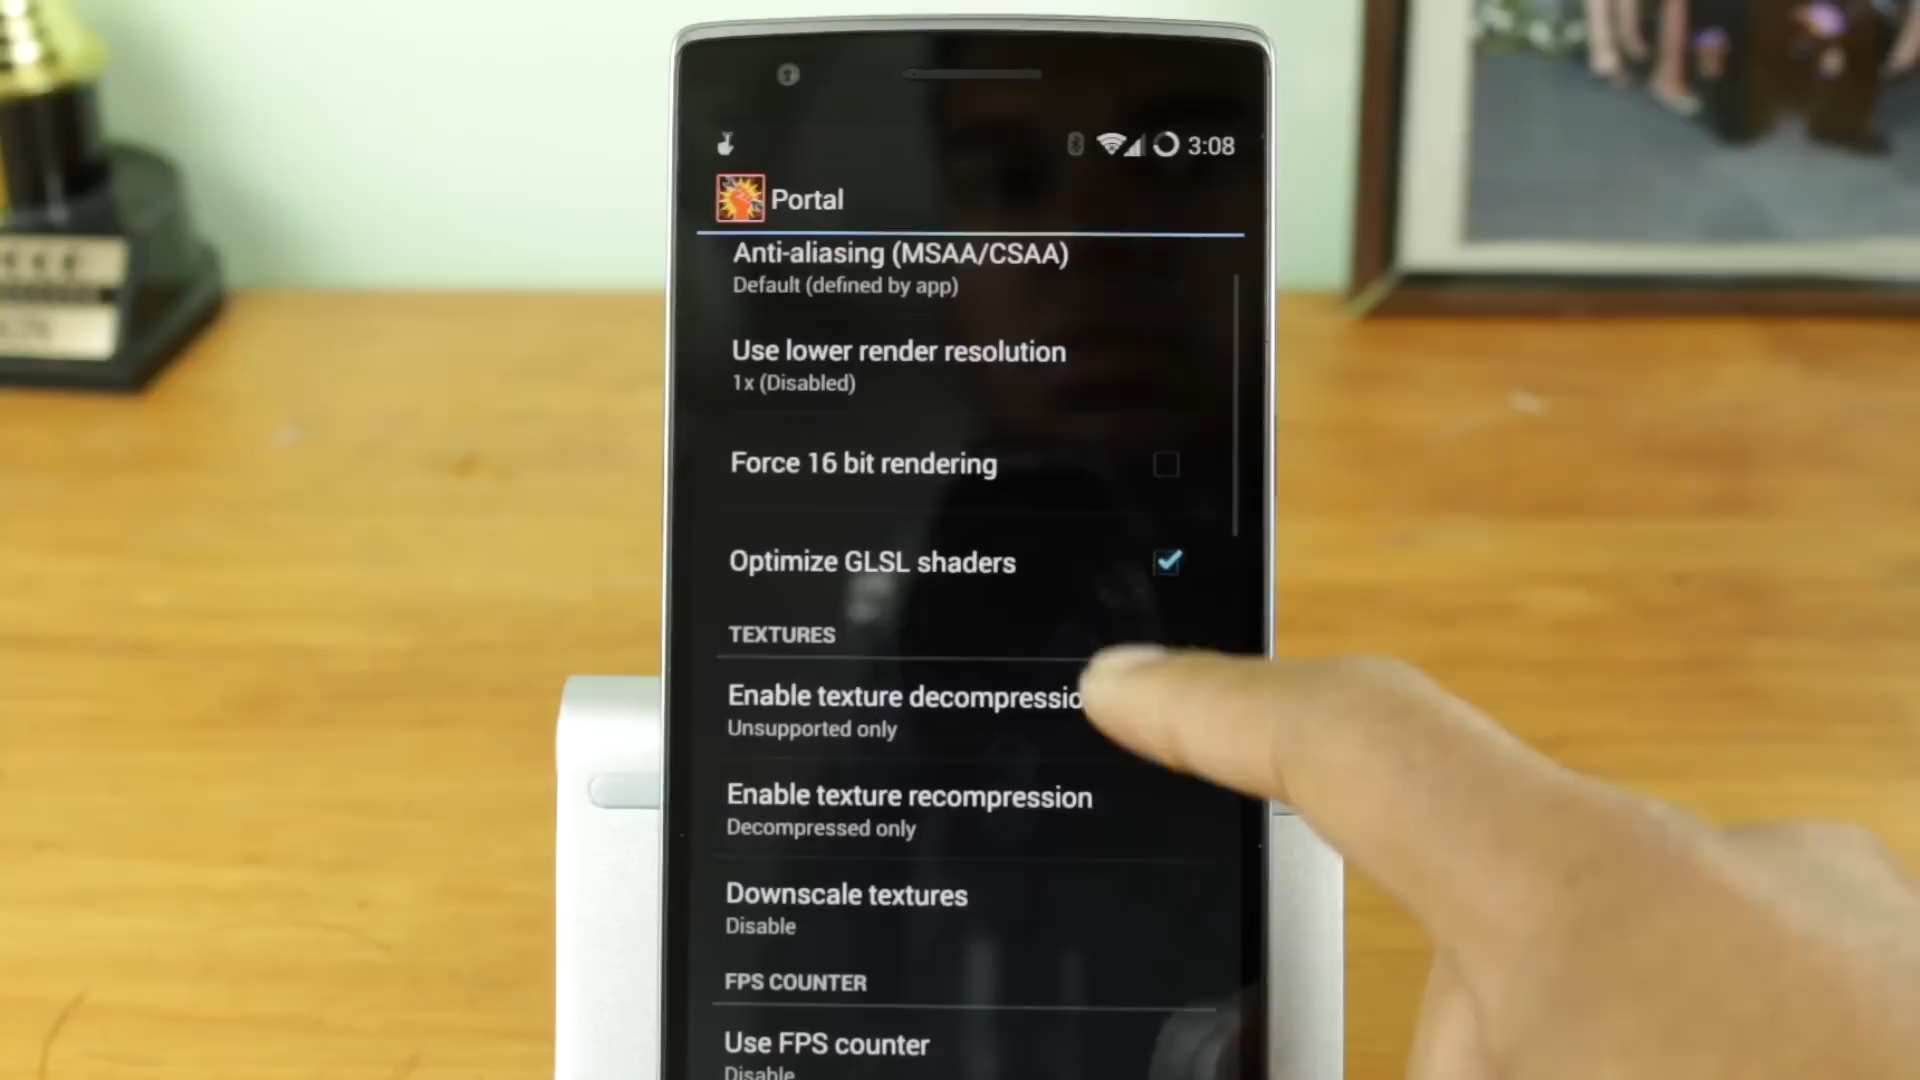 3:08
Portal
Anti-aliasing (MSAA/CSAA)
Default (defined by app)
Use lower render resolution
1x (Disabled)
Force 16 bit rendering
Optimize GLSL shaders
TEXTURES
Enable texture decompressio
Unsupported only
Enable texture recompression
Decompressed only
Downscale textures
Disable
FPS COUNTER
Use FPS counter
Disable